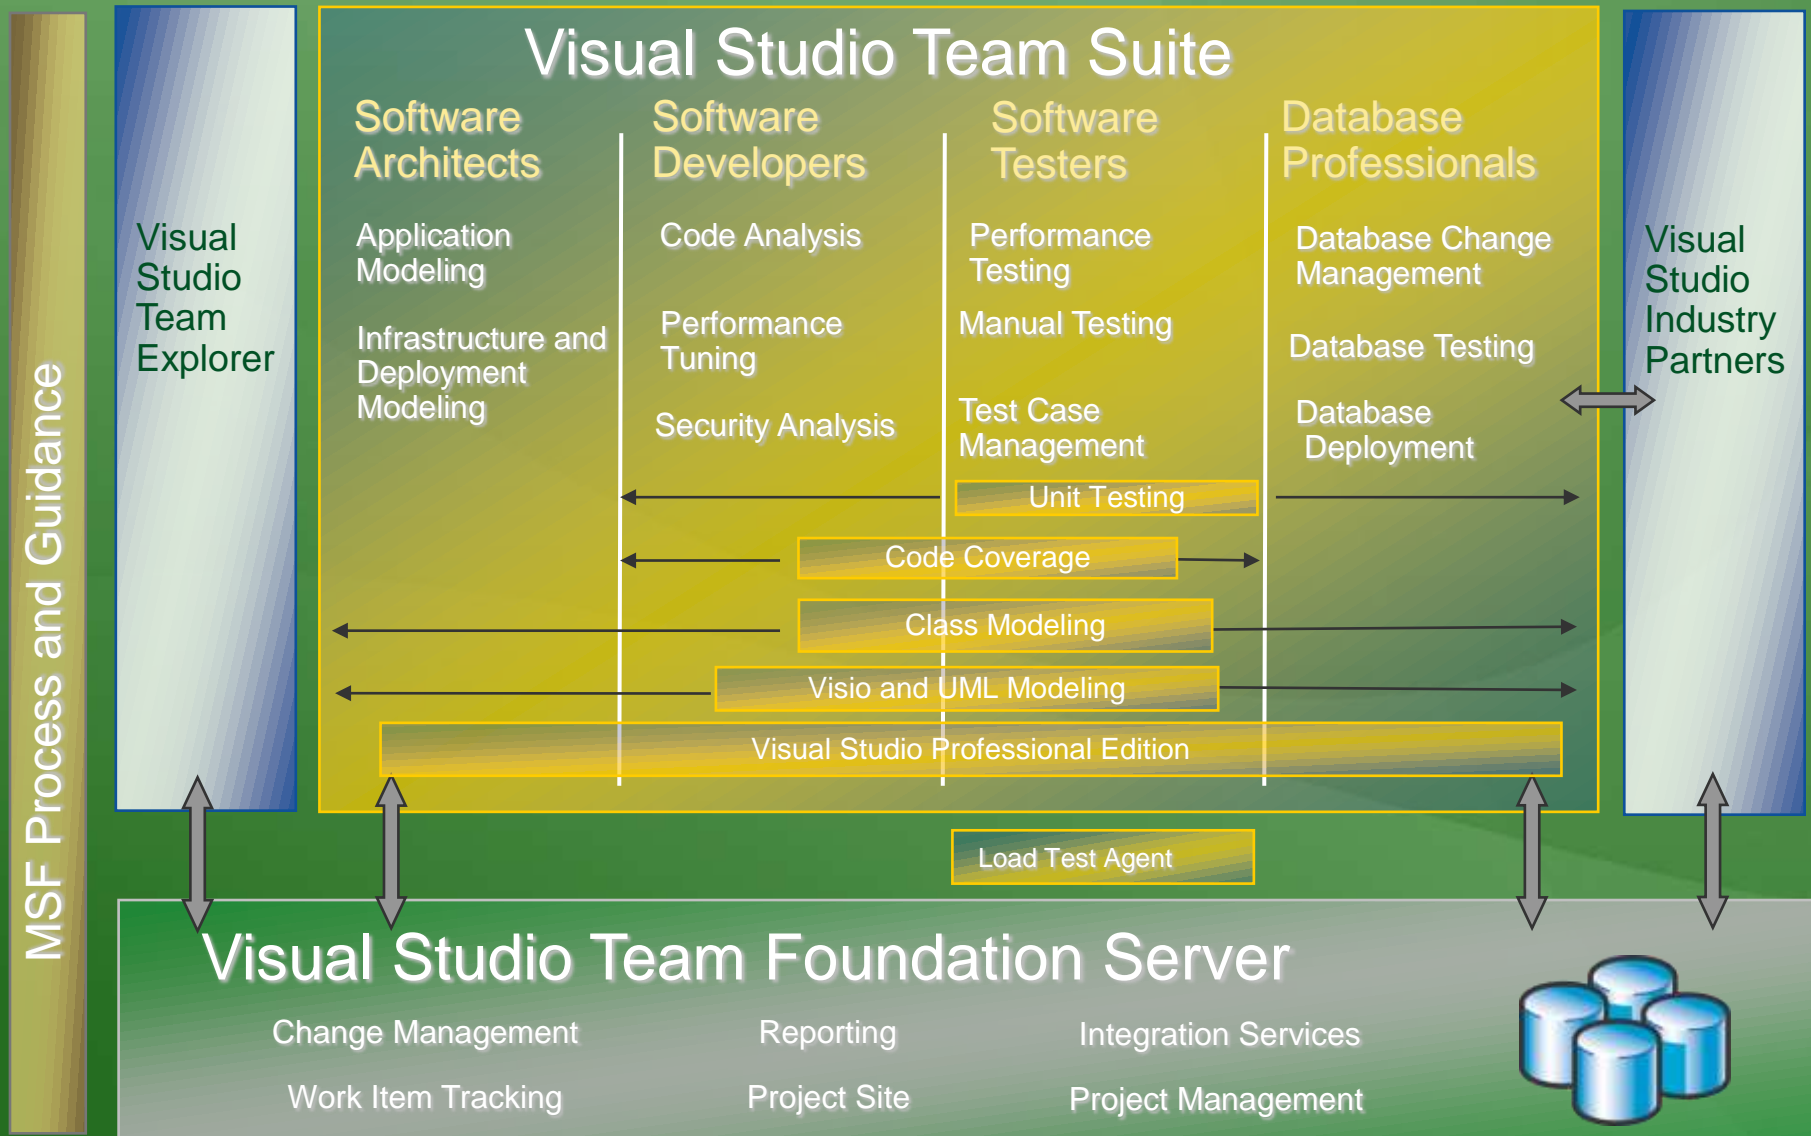 MSF Process and Guidance
Visual
Studio
Team
Explorer
Visual Studio Team Suite
Software
Architects
Application
Modeling
Infrastructure and
Deployment
Modeling
Software
Developers
Code Analysis
Performance
Tuning
Security Analysis
Software
Testers
Performance
Testing
Manual Testing
Test Case
Management
Database
Professionals
Database Change
Management
Database Testing
Database
Deployment
Unit Testing
Code Coverage
Class Modeling
Visio and UML Modeling
Visual Studio Professional Edition
Visual
Studio
Industry
Partners
Load Test Agent
Visual Studio Team Foundation Server
Change Management
Reporting
Integration Services
Work Item Tracking
Project Site
Project Management